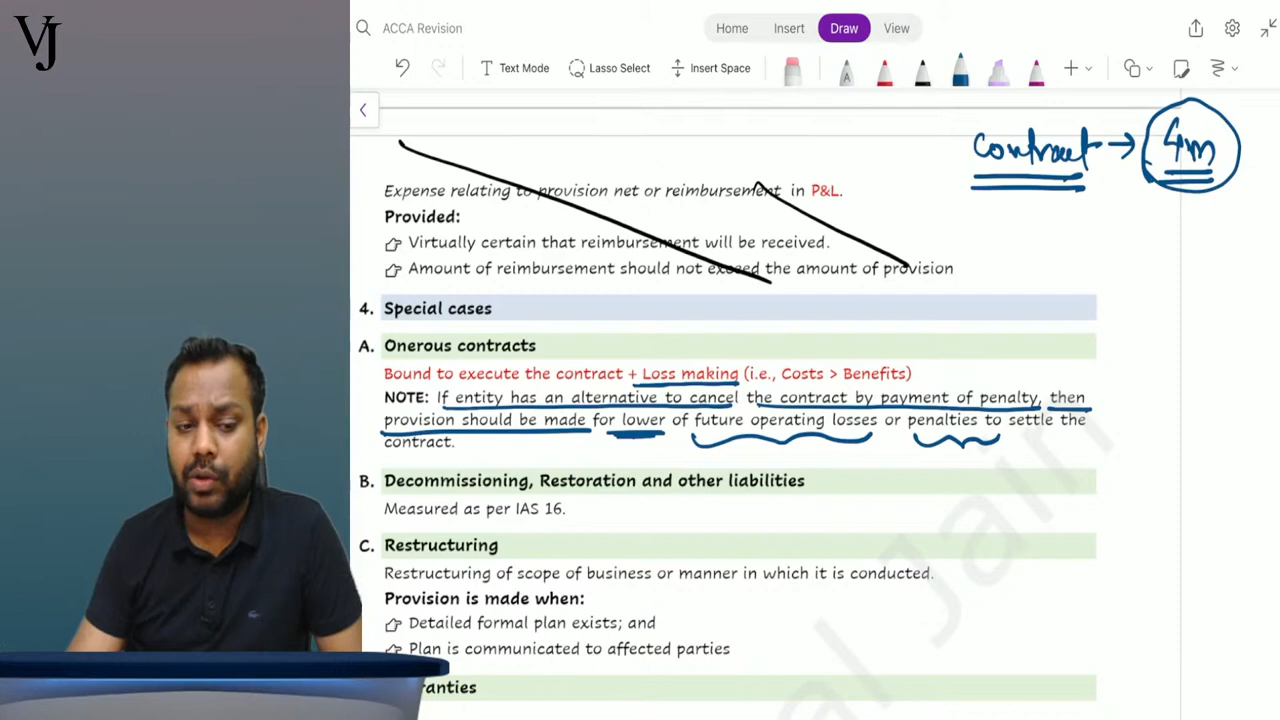 VJ
ACCA Revision
Home Insert Draw View
Text Mode Lasso Select Insert Space
contract → 4m
Expense relating to provision net or reimbursement in P&L.
Provided:
Virtually certain that reimbursement will be received.
Amount of reimbursement should not exceed the amount of provision
4. Special cases
A. Onerous contracts
Bound to execute the contract + Loss making (i.e., Costs > Benefits)
NOTE: If entity has an alternative to cancel the contract by payment of penalty, then
provision should be made for lower of future operating losses or penalties to settle the
contract.
B. Decommissioning, Restoration and other liabilities
Measured as per IAS 16.
C. Restructuring
Restructuring of scope of business or manner in which it is conducted.
Provision is made when:
Detailed formal plan exists; and
Plan is communicated to affected parties
ranties
al Jain